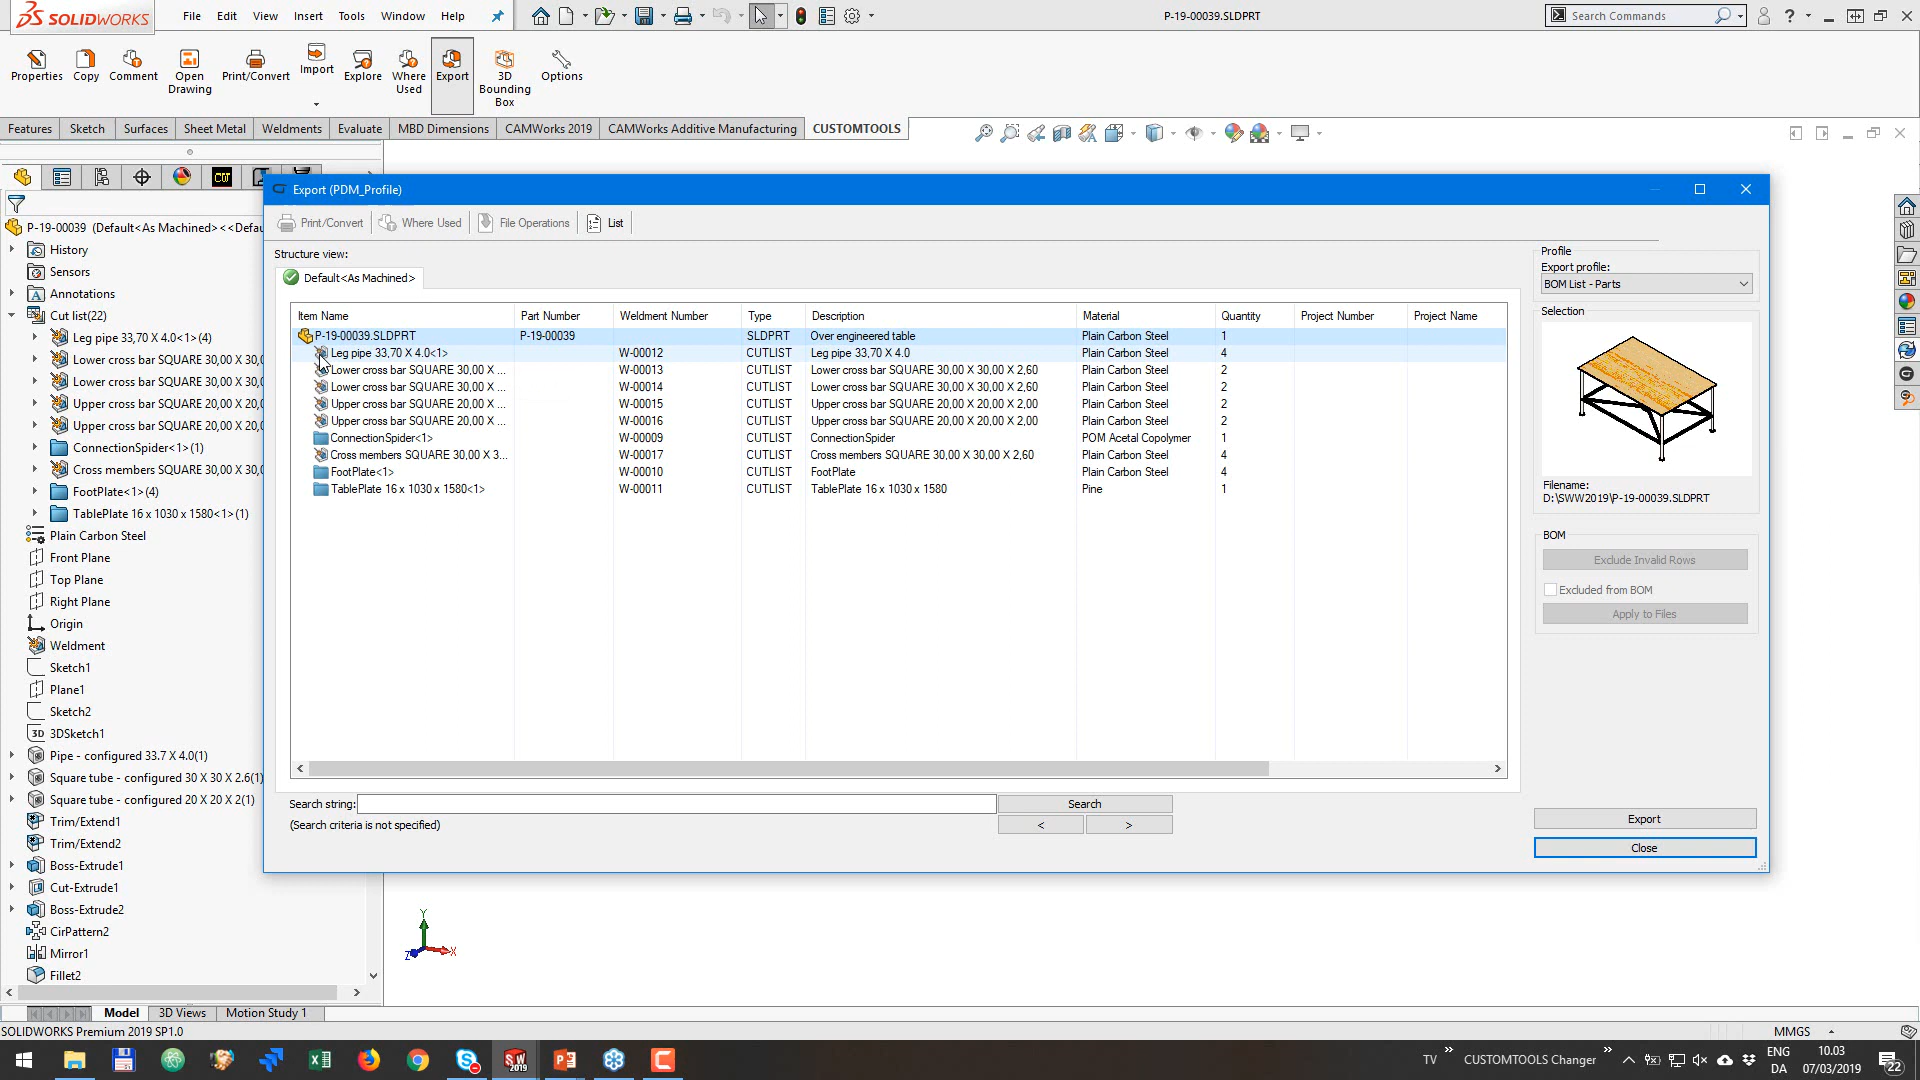 SOLIDWORKS File Edit View Insert Tools Window Help P-19-00039.SLDPRT Search Commands ?
Properties Copy Comment Open Drawing Print/Convert Import Explore Where Used Export 3D Bounding Box Options
Features Sketch Surfaces Sheet Metal Weldments Evaluate MBD Dimensions CAMWorks 2019 CAMWorks Additive Manufacturing CUSTOMTOOLS
P-19-00039 (Default<As Machined><<Defau
History
Sensors
Annotations
Cut list(22)
Leg pipe 33,70 X 4.0<1>(4)
Lower cross bar SQUARE 30,00 X 30,0
Lower cross bar SQUARE 30,00 X 30,0
Upper cross bar SQUARE 20,00 X 20,0
Upper cross bar SQUARE 20,00 X 20,0
ConnectionSpider<1>(1)
Cross members SQUARE 30,00 X 30,0
FootPlate<1>(4)
TablePlate 16 x 1030 x 1580<1>(1)
Plain Carbon Steel
Front Plane
Top Plane
Right Plane
Origin
Weldment
Sketch1
Plane1
Sketch2
3D 3DSketch1
Pipe - configured 33.7 X 4.0(1)
Square tube - configured 30 X 30 X 2.6(1)
Square tube - configured 20 X 20 X 2(1)
Trim/Extend1
Trim/Extend2
Boss-Extrude1
Cut-Extrude1
Boss-Extrude2
CirPattern2
Mirror1
Fillet2
Export (PDM_Profile)
Print/Convert Where Used File Operations List
Structure view:
Default<As Machined>
Item Name Part Number Weldment Number Type Description Material Quantity Project Number Project Name
P-19-00039.SLDPRT P-19-00039 SLDPRT Over engineered table Plain Carbon Steel 1
Leg pipe 33,70 X 4.0<1> W-00012 CUTLIST Leg pipe 33,70 X 4.0 Plain Carbon Steel 4
Lower cross bar SQUARE 30,00 X ... W-00013 CUTLIST Lower cross bar SQUARE 30,00 X 30,00 X 2,60 Plain Carbon Steel 2
Lower cross bar SQUARE 30,00 X ... W-00014 CUTLIST Lower cross bar SQUARE 30,00 X 30,00 X 2,60 Plain Carbon Steel 2
Upper cross bar SQUARE 20,00 X ... W-00015 CUTLIST Upper cross bar SQUARE 20,00 X 20,00 X 2,00 Plain Carbon Steel 2
Upper cross bar SQUARE 20,00 X ... W-00016 CUTLIST Upper cross bar SQUARE 20,00 X 20,00 X 2,00 Plain Carbon Steel 2
ConnectionSpider<1> W-00009 CUTLIST ConnectionSpider POM Acetal Copolymer 1
Cross members SQUARE 30,00 X 3... W-00017 CUTLIST Cross members SQUARE 30,00 X 30,00 X 2,60 Plain Carbon Steel 4
FootPlate<1> W-00010 CUTLIST FootPlate Plain Carbon Steel 4
TablePlate 16 x 1030 x 1580<1> W-00011 CUTLIST TablePlate 16 x 1030 x 1580 Pine 1
Search string: Search
(Search criteria is not specified) < >
Profile
Export profile:
BOM List - Parts
Selection
Filename:
D:\SWW2019\P-19-00039.SLDPRT
BOM
Exclude Invalid Rows
Excluded from BOM
Apply to Files
Export
Close
Y
X
Z
Model 3D Views Motion Study 1
SOLIDWORKS Premium 2019 SP1.0 MMGS
TV » CUSTOMTOOLS Changer » ENG 10.03
DA 07/03/2019 22